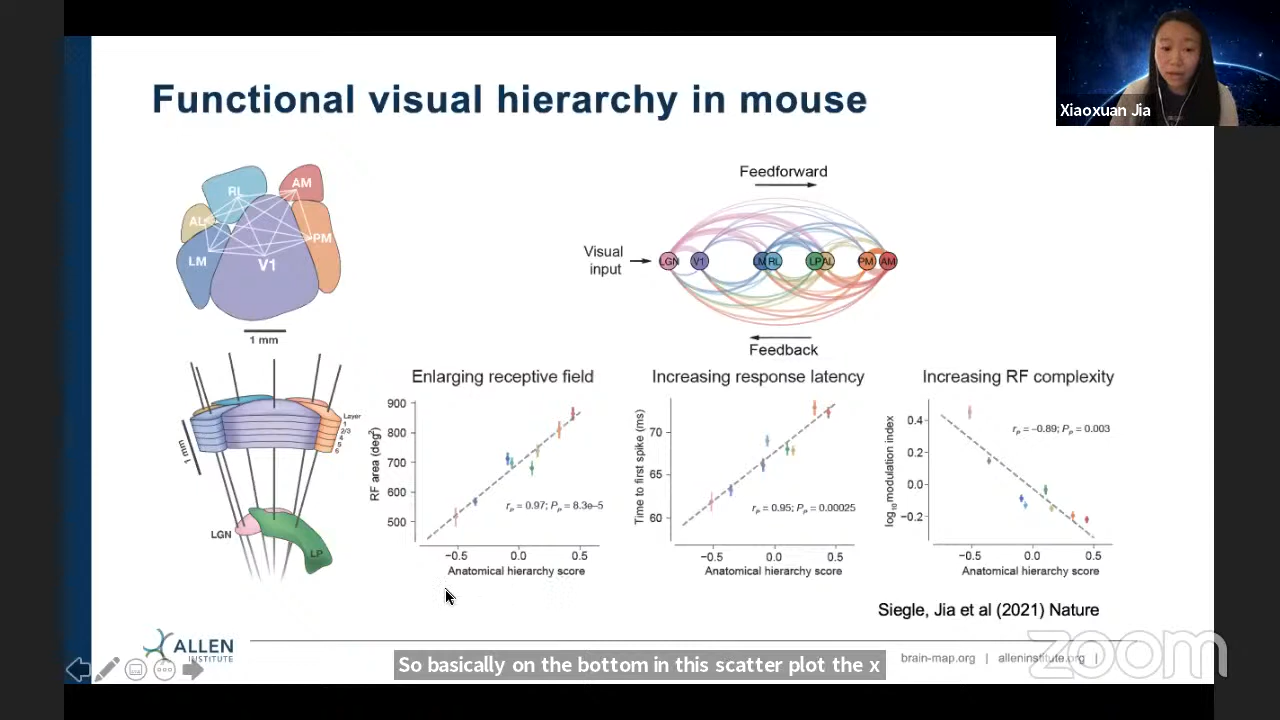 Functional visual hierarchy in mouse
Xiaoxuan Jia
RL
AM
AL
PM
LM
V1
1 mm
Feedforward
Visual
input
LGN
V1
LM
RL
LP
AL
PM
AM
Feedback
Layer
1
2/3
4
5
6
1 mm
LGN
LP
Enlarging receptive field
900
800
700
600
500
RF area (deg²)
rₚ = 0.97; Pₚ = 8.3e–5
−0.5
0.0
0.5
Anatomical hierarchy score
Increasing response latency
70
65
60
Time to first spike (ms)
rₚ = 0.95; Pₚ = 0.00025
−0.5
0.0
0.5
Anatomical hierarchy score
Increasing RF complexity
0.4
0.2
0.0
−0.2
log₁₀ modulation index
rₚ = −0.89; Pₚ = 0.003
−0.5
0.0
0.5
Anatomical hierarchy score
Siegle, Jia et al (2021) Nature
ALLEN
INSTITUTE
So basically on the bottom in this scatter plot the x
brain-map.org | alleninstitute.org |
zoom